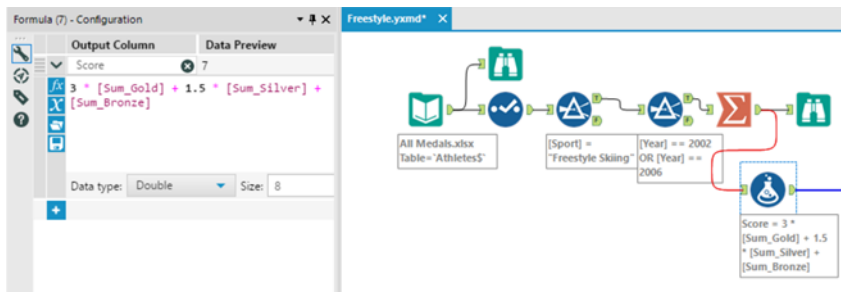 Formula (7) - Configuration
Output Column
Data Preview
Score
7
3 * [Sum_Gold] + 1.5 * [Sum_Silver] +
[Sum_Bronze]
Data type:
Double
Size:
8
Freestyle.yxmd*
All Medals.xlsx
Table=`Athletes$`
[Sport] =
"Freestyle Skiing"
[Year] == 2002
OR [Year] ==
2006
Score = 3 *
[Sum_Gold] + 1.5
* [Sum_Silver] +
[Sum_Bronze]